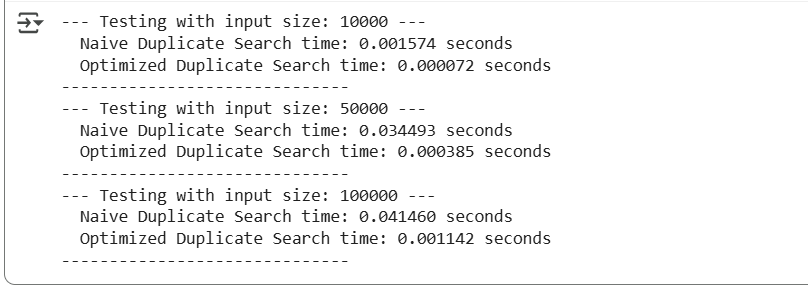 --- Testing with input size: 10000 ---
Naive Duplicate Search time: 0.001574 seconds
Optimized Duplicate Search time: 0.000072 seconds
------------------------------
--- Testing with input size: 50000 ---
Naive Duplicate Search time: 0.034493 seconds
Optimized Duplicate Search time: 0.000385 seconds
------------------------------
--- Testing with input size: 100000 ---
Naive Duplicate Search time: 0.041460 seconds
Optimized Duplicate Search time: 0.001142 seconds
------------------------------